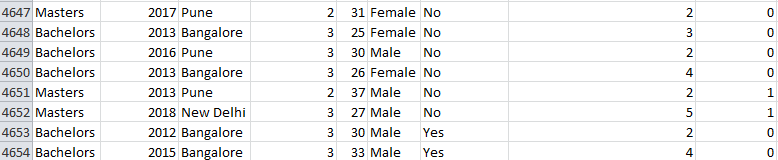 4647 Masters 2017 Pune 2 31 Female No 2 0
4648 Bachelors 2013 Bangalore 3 25 Female No 3 0
4649 Bachelors 2016 Pune 3 30 Male No 2 0
4650 Bachelors 2013 Bangalore 3 26 Female No 4 0
4651 Masters 2013 Pune 2 37 Male No 2 1
4652 Masters 2018 New Delhi 3 27 Male No 5 1
4653 Bachelors 2012 Bangalore 3 30 Male Yes 2 0
4654 Bachelors 2015 Bangalore 3 33 Male Yes 4 0